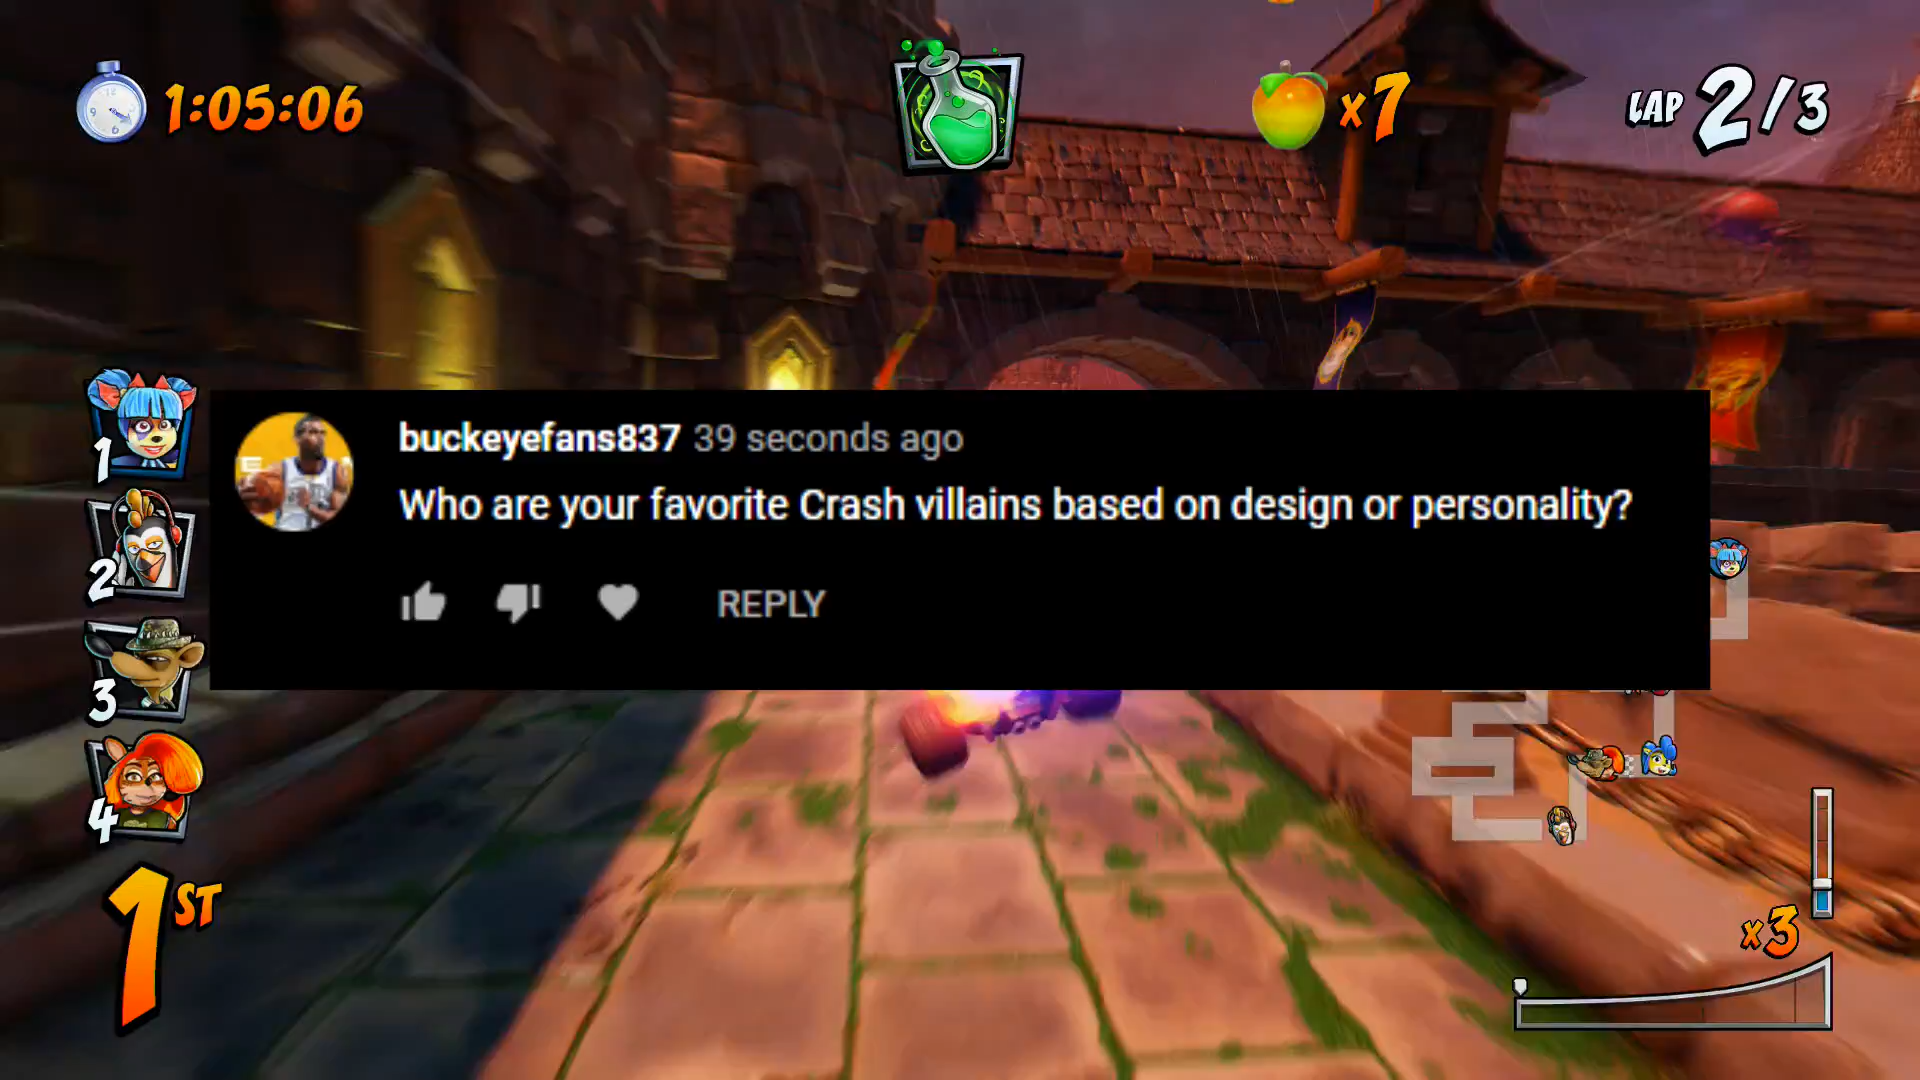 1:05:06
x7
LAP 2/3
1
2
3
4
1ST
buckeyefans837 39 seconds ago
Who are your favorite Crash villains based on design or personality?
REPLY
x3